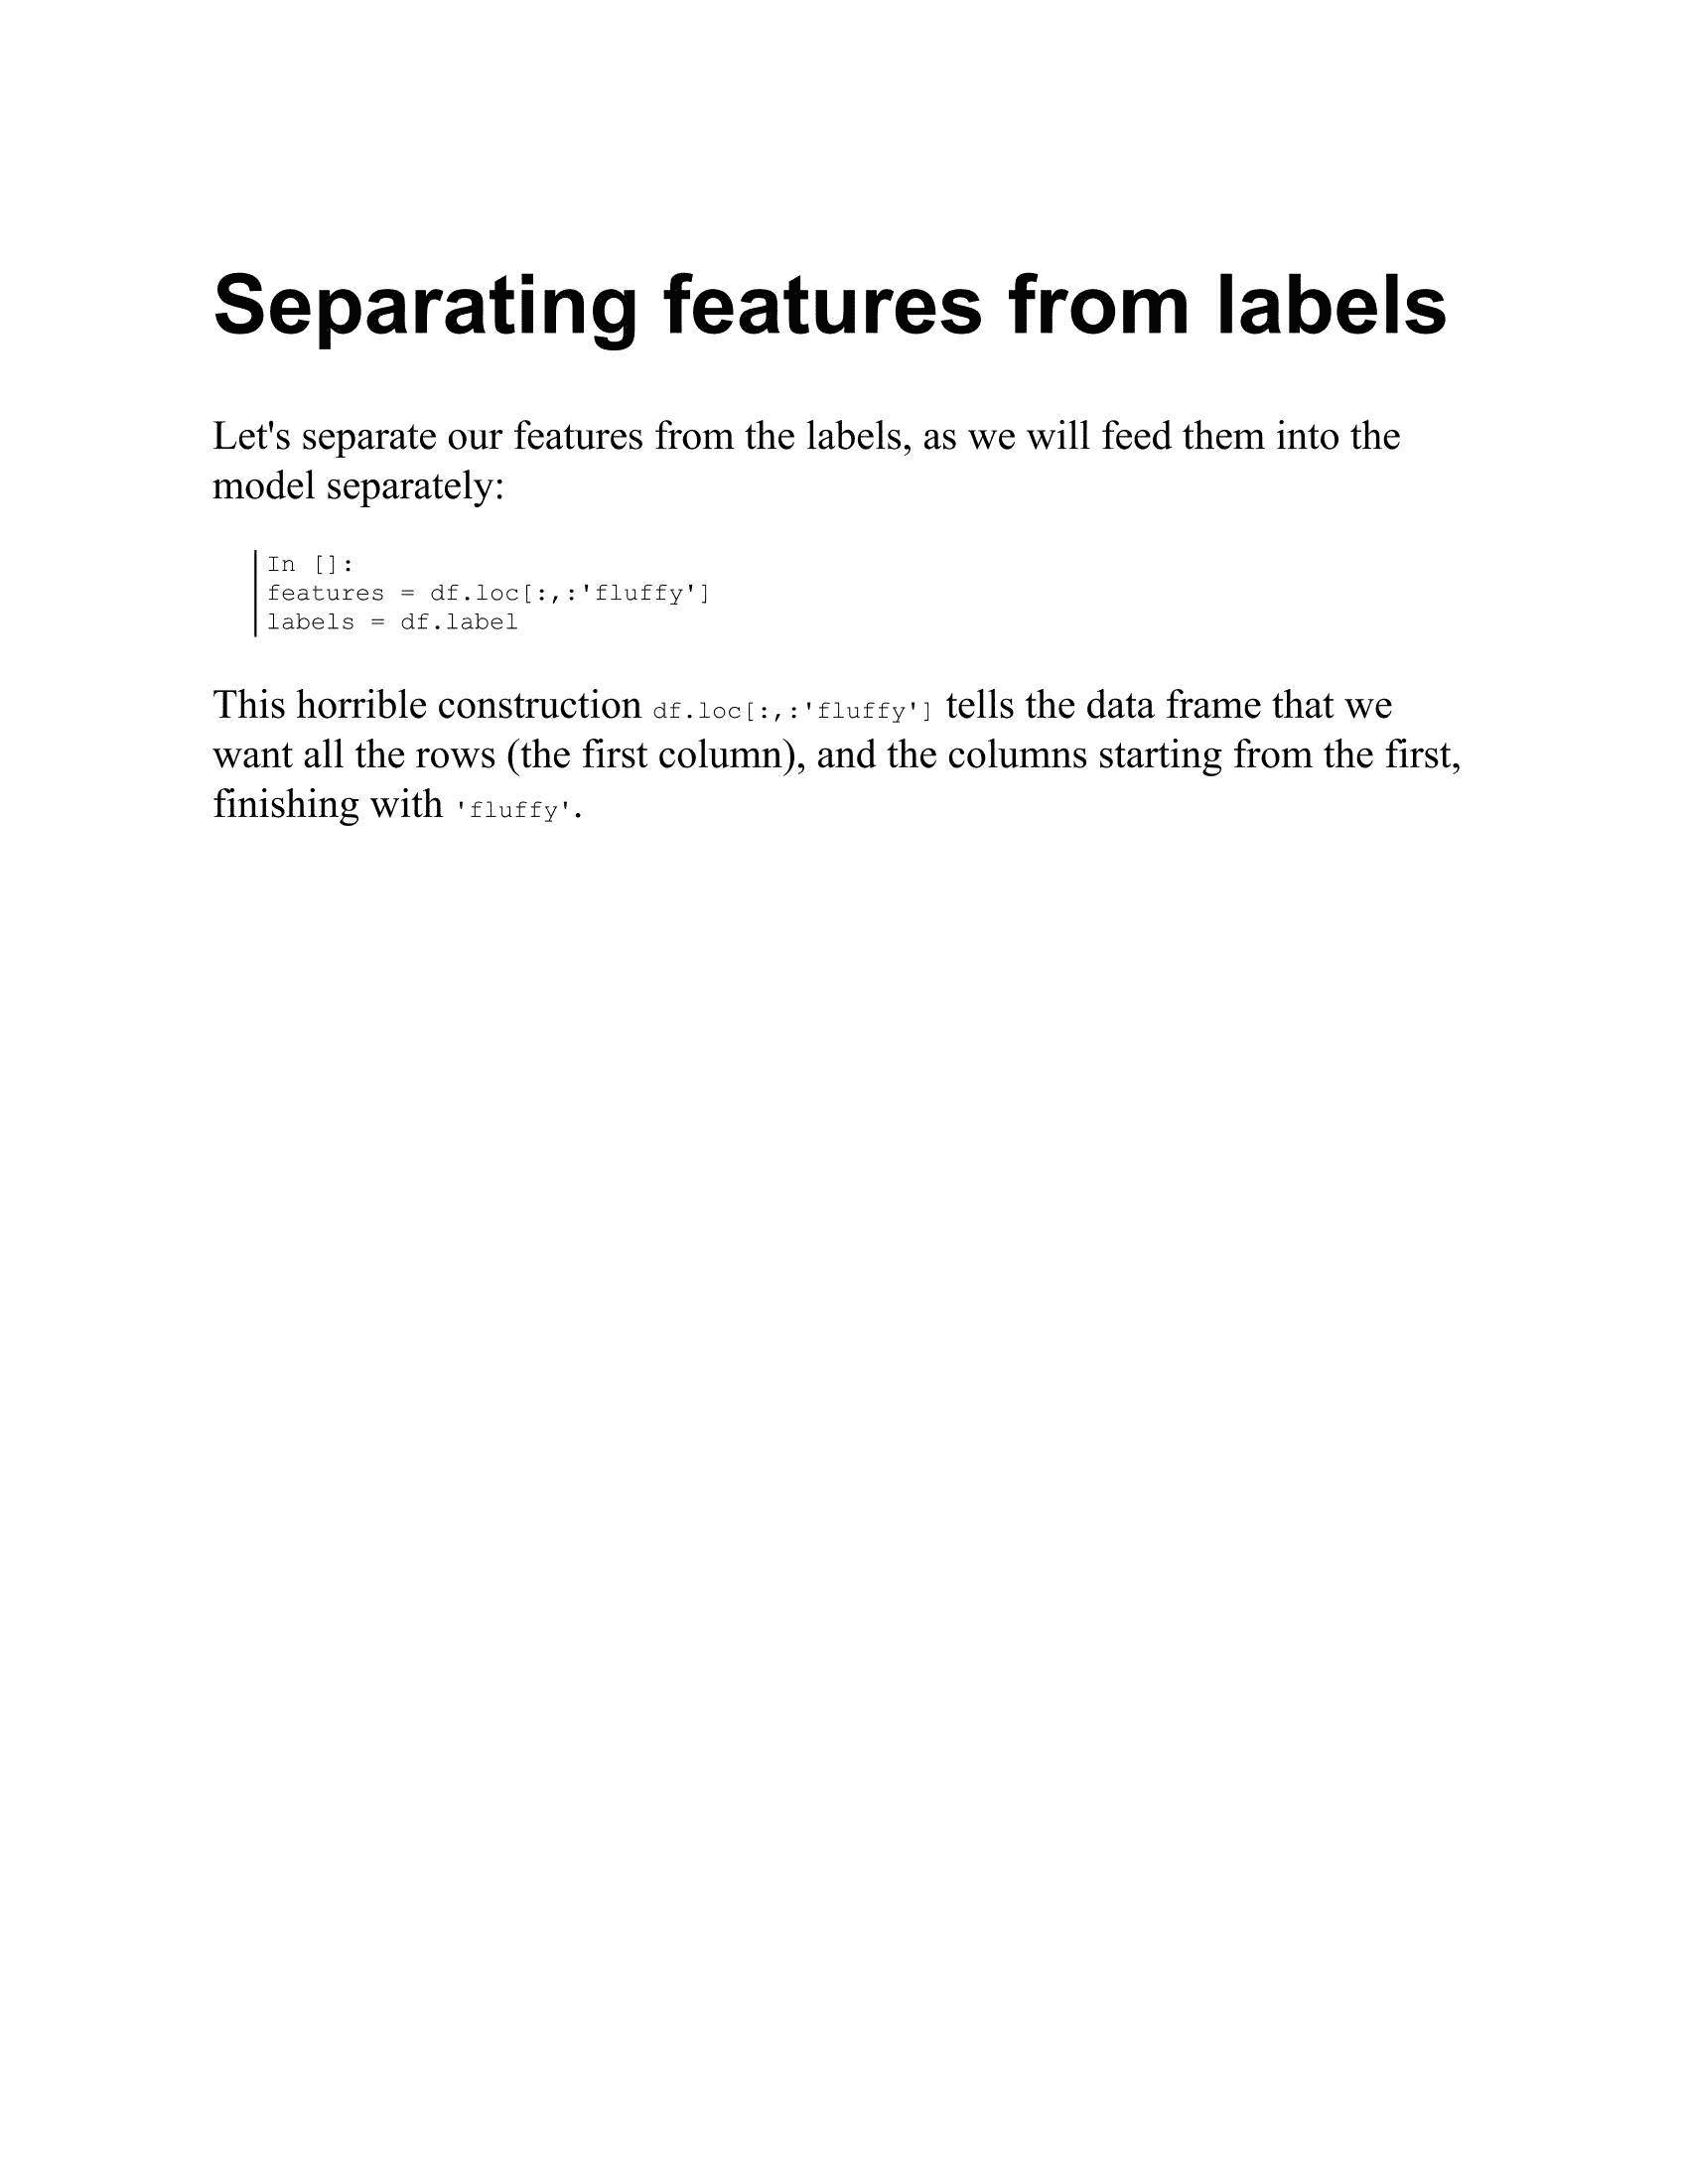 Separating features from labels
Let's separate our features from the labels, as we will feed them into the
model separately:
In []:
features = df.loc[:,:'fluffy']
labels = df.label
This horrible construction df.loc[:,:'fluffy'] tells the data frame that we
want all the rows (the first column), and the columns starting from the first,
finishing with 'fluffy'.